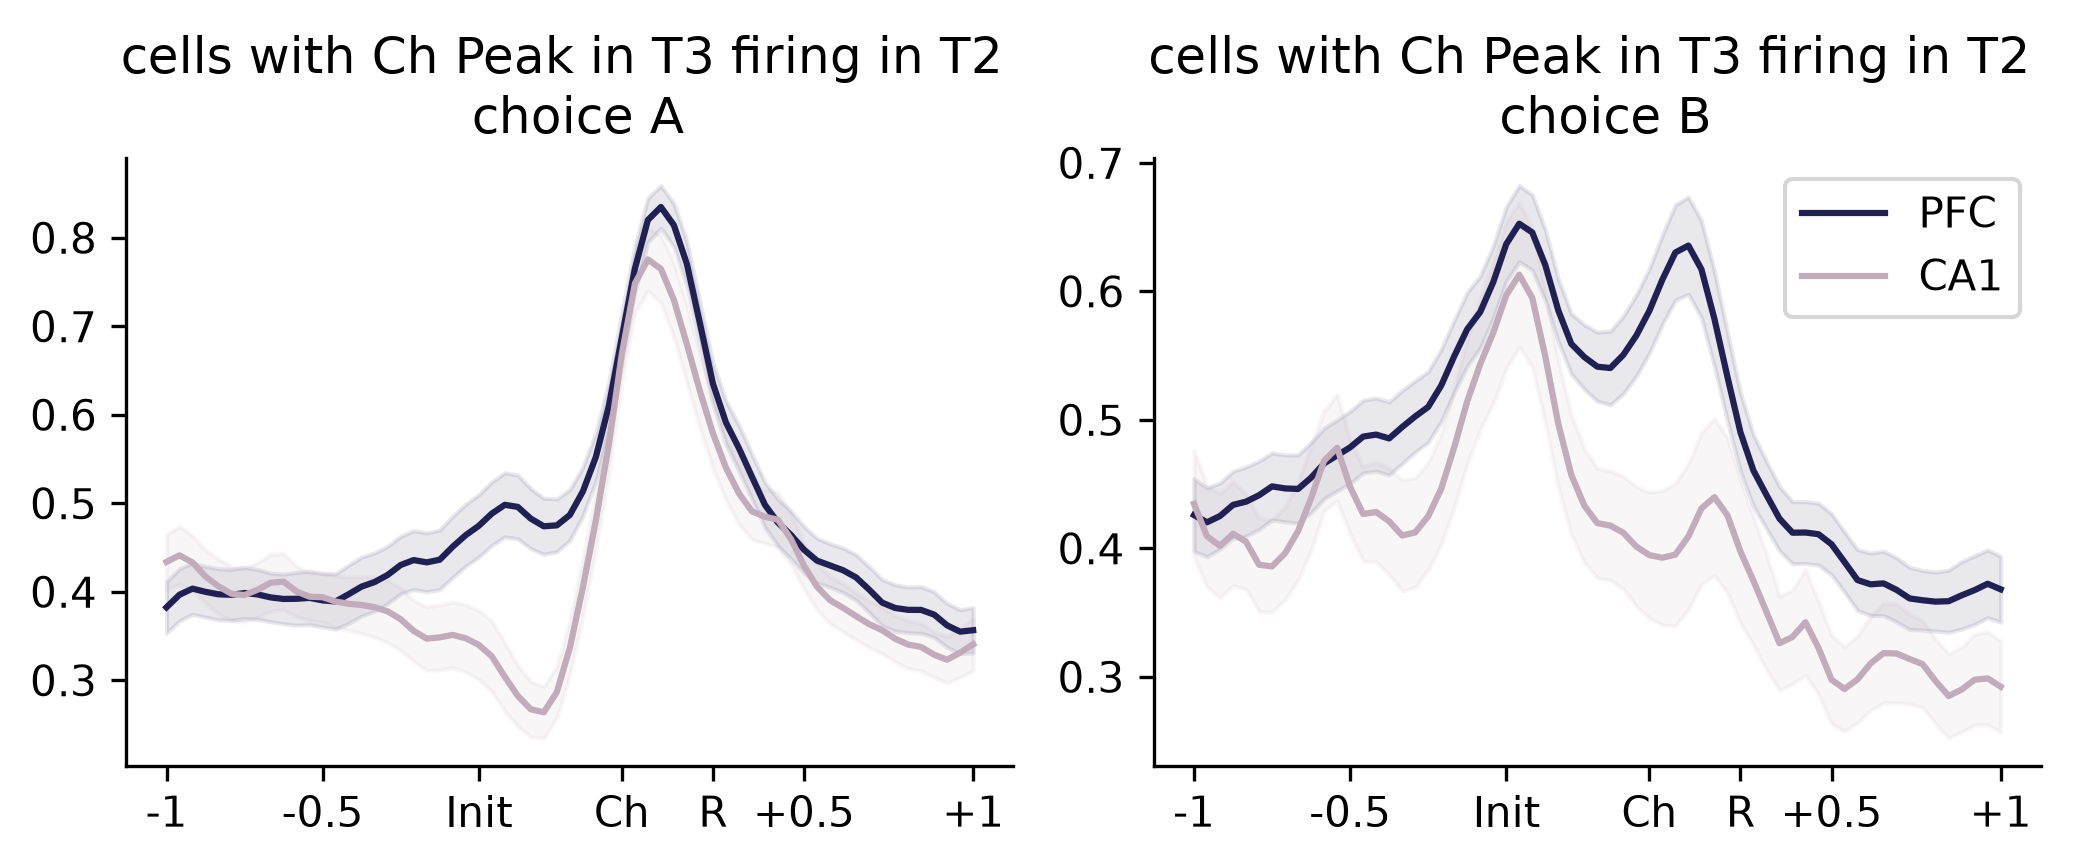 cells with Ch Peak in T3 firing in T2
choice A
0.8
0.7
0.6
0.5
0.4
0.3
-1 -0.5 Init Ch R +0.5 +1
cells with Ch Peak in T3 firing in T2
choice B
0.7
0.6
0.5
0.4
0.3
PFC
CA1
-1 -0.5 Init Ch R +0.5 +1